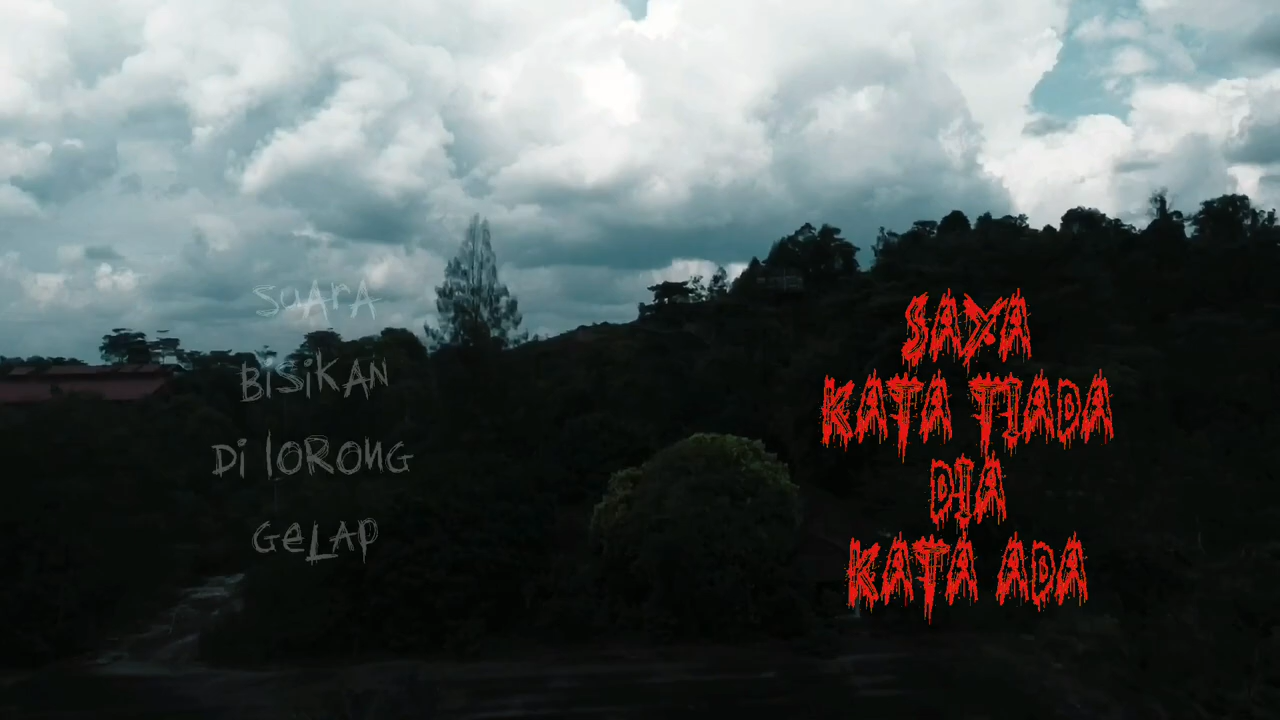 SUARA
BISIKAN
Di lORONG
GeLAP
SAYA
KATA TIADA
DIA
KATA ADA